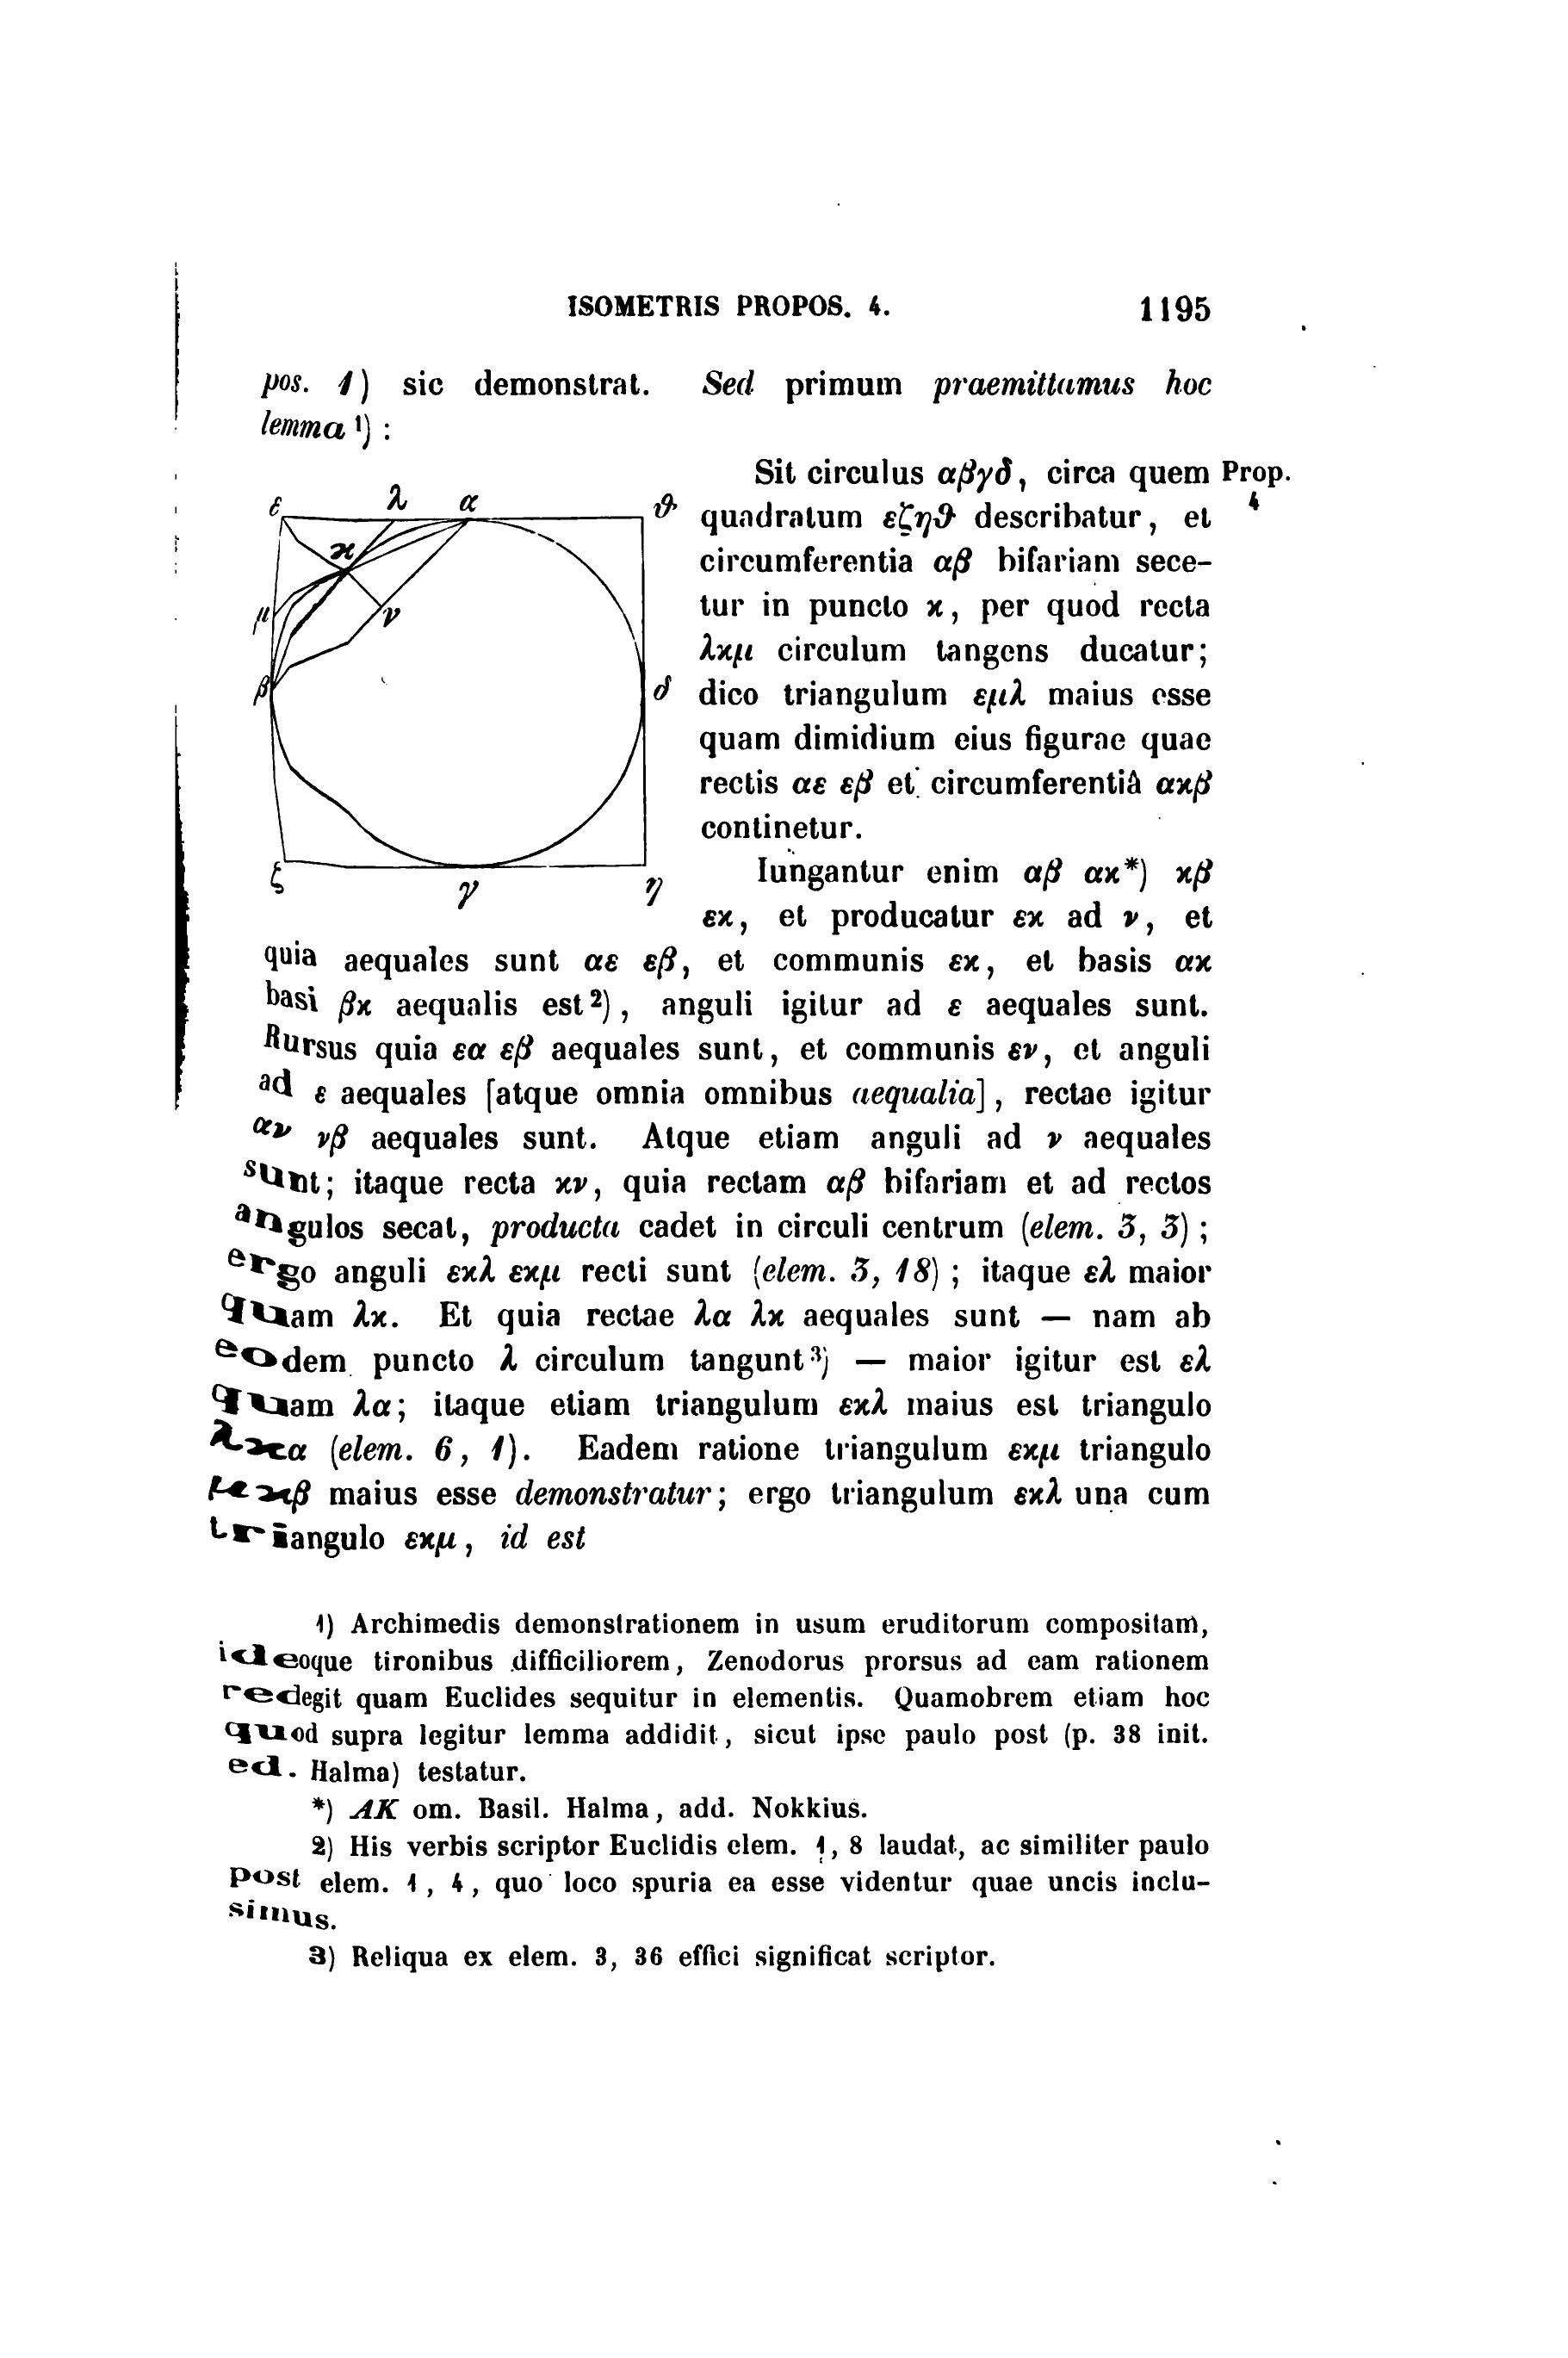 ISOMETRIS PROPOS. 4. 1195
pos. 1) sic demonstrat. Sed primum praemittamus hoc
lemma 1) :
Sit circulus αβγδ, circa quem Prop. 4
quadratum εζηϑ describatur, et
circumferentia αβ bifariam sece-
tur in puncto κ, per quod recta
λκμ circulum tangens ducatur;
dico triangulum εμλ maius esse
quam dimidium eius figurae quae
rectis αε εβ et circumferentiâ ακβ
continetur.
Iungantur enim αβ ακ*) κβ
εκ, et producatur εκ ad ν, et
quia aequales sunt αε εβ, et communis εκ, et basis ακ
basi βκ aequalis est 2), anguli igitur ad ε aequales sunt.
Rursus quia εα εβ aequales sunt, et communis εν, et anguli
ad ε aequales [atque omnia omnibus aequalia], rectae igitur
αν νβ aequales sunt. Atque etiam anguli ad ν aequales
sunt; itaque recta κν, quia rectam αβ bifariam et ad rectos
angulos secat, producta cadet in circuli centrum (elem. 3, 3) ;
ergo anguli εκλ εκμ recti sunt (elem. 3, 18) ; itaque ελ maior
quam λκ. Et quia rectae λα λκ aequales sunt — nam ab
eodem puncto λ circulum tangunt 3) — maior igitur est ελ
quam λα; itaque etiam triangulum εκλ maius est triangulo
λκα (elem. 6, 1). Eadem ratione triangulum εκμ triangulo
μκβ maius esse demonstratur; ergo triangulum εκλ una cum
triangulo εκμ, id est
ε λ α ϑ
κ
μ ν
β δ
ζ γ η
1) Archimedis demonstrationem in usum eruditorum compositam,
ideoque tironibus difficiliorem, Zenodorus prorsus ad eam rationem
redegit quam Euclides sequitur in elementis. Quamobrem etiam hoc
quod supra legitur lemma addidit, sicut ipse paulo post (p. 38 init.
ed. Halma) testatur.
*) AK om. Basil. Halma, add. Nokkius.
2) His verbis scriptor Euclidis elem. 1, 8 laudat, ac similiter paulo
post elem. 1, 4, quo loco spuria ea esse videntur quae uncis inclu-
simus.
3) Reliqua ex elem. 3, 36 effici significat scriptor.